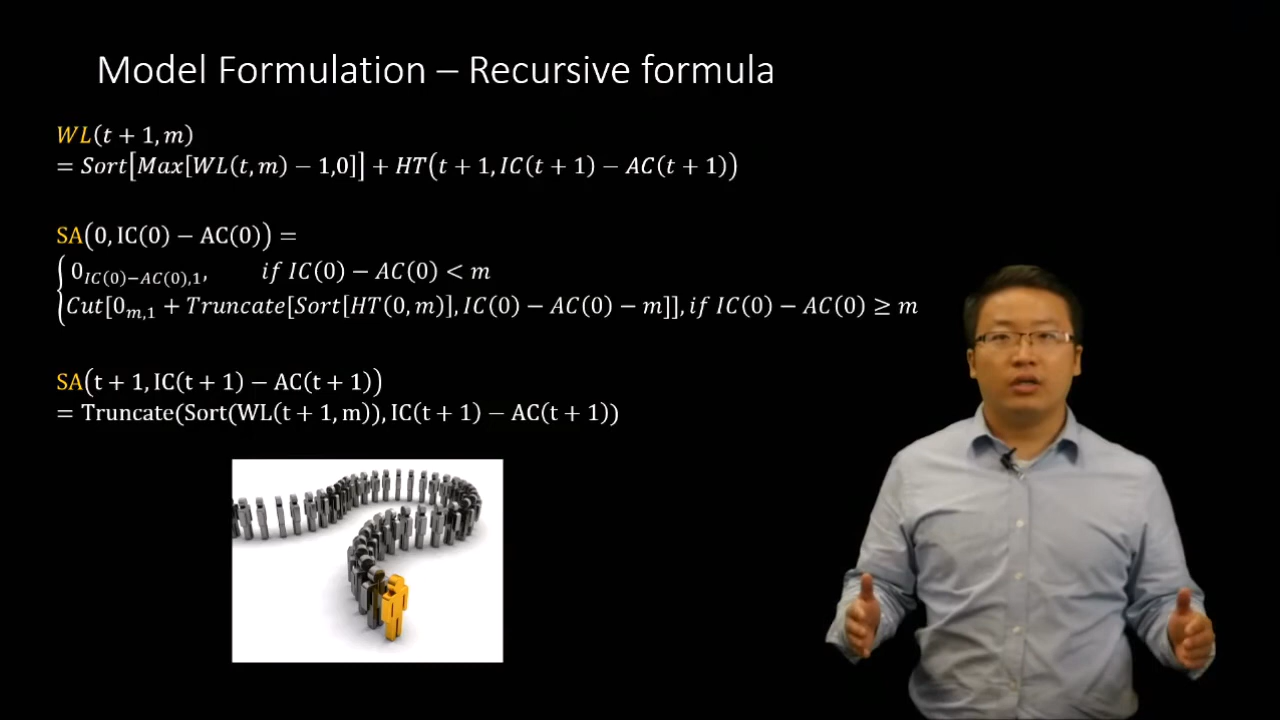 Model Formulation – Recursive formula
WL(t + 1, m)
= Sort[Max[WL(t, m) − 1,0]] + HT(t + 1, IC(t + 1) − AC(t + 1))
SA(0, IC(0) − AC(0)) =
{0_{IC(0)−AC(0),1}, if IC(0) − AC(0) < m
Cut[0_{m,1} + Truncate[Sort[HT(0, m)], IC(0) − AC(0) − m]], if IC(0) − AC(0) ≥ m
SA(t + 1, IC(t + 1) − AC(t + 1))
= Truncate(Sort(WL(t + 1, m)), IC(t + 1) − AC(t + 1))